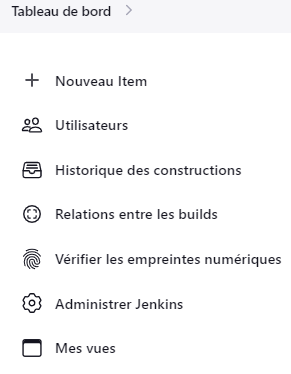 Tableau de bord
Nouveau Item
Utilisateurs
Historique des constructions
Relations entre les builds
Vérifier les empreintes numériques
Administrer Jenkins
Mes vues